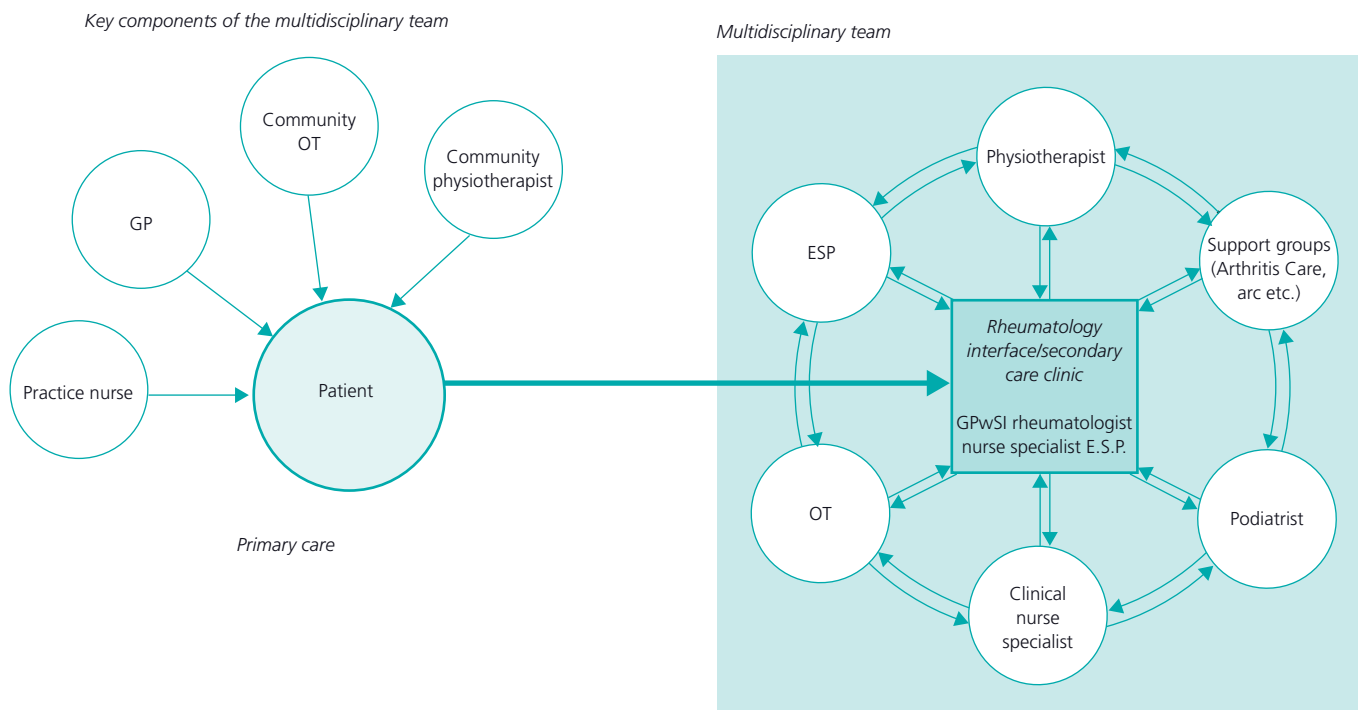 Key components of the multidisciplinary team
Community
OT
Community
physiotherapist
GP
Practice nurse
Patient
Primary care
Multidisciplinary team
Physiotherapist
ESP
Support groups
(Arthritis Care,
arc etc.)
Rheumatology
interface/secondary
care clinic
GPwSI rheumatologist
nurse specialist E.S.P.
OT
Podiatrist
Clinical
nurse
specialist